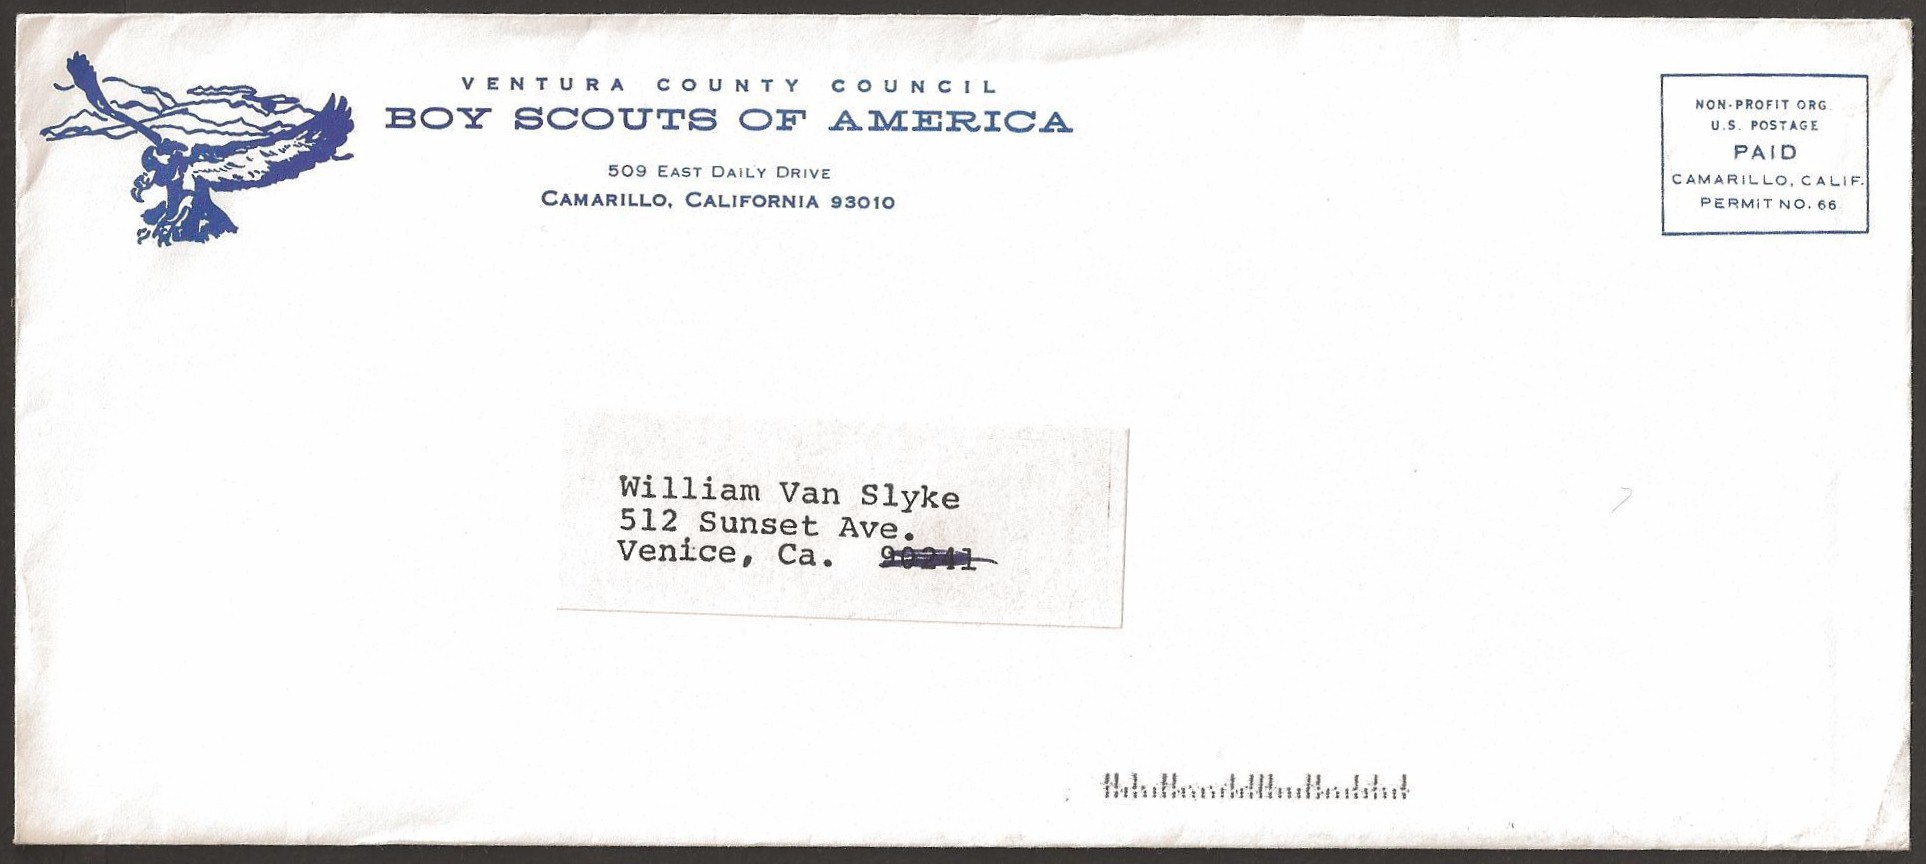 VENTURA COUNTY COUNCIL
BOY SCOUTS OF AMERICA
509 EAST DAILY DRIVE
CAMARILLO, CALIFORNIA 93010
NON-PROFIT ORG.
U.S. POSTAGE
PAID
CAMARILLO, CALIF.
PERMIT NO. 66
William Van Slyke
512 Sunset Ave.
Venice, Ca. 90241